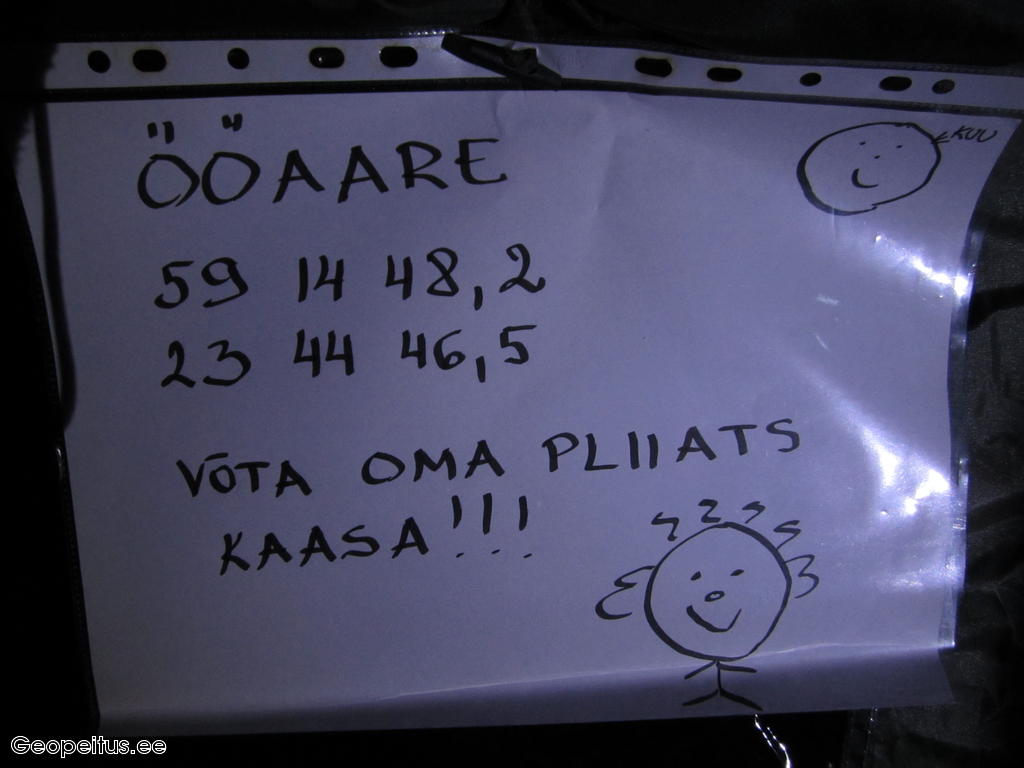 ÖÖAARE
KUU
59 14 48,2
23 44 46,5
VÕTA OMA PLIIATS
KAASA!!!
Geopeitus.ee